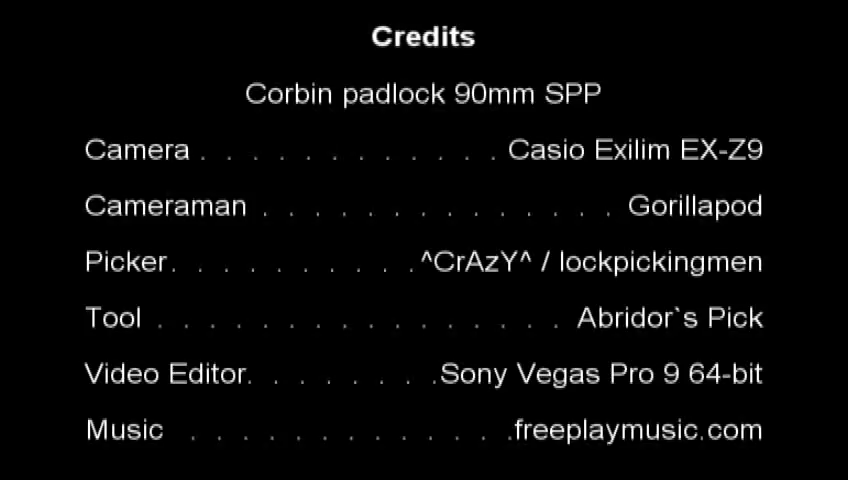 Credits
Corbin padlock 90mm SPP
Camera . . . . . . . . . . . . Casio Exilim EX-Z9
Cameraman . . . . . . . . . . . . . . Gorillapod
Picker. . . . . . . . . . .^CrAzY^ / lockpickingmen
Tool . . . . . . . . . . . . . . . . Abridor`s Pick
Video Editor. . . . . . . .Sony Vegas Pro 9 64-bit
Music . . . . . . . . . . . . .freeplaymusic.com